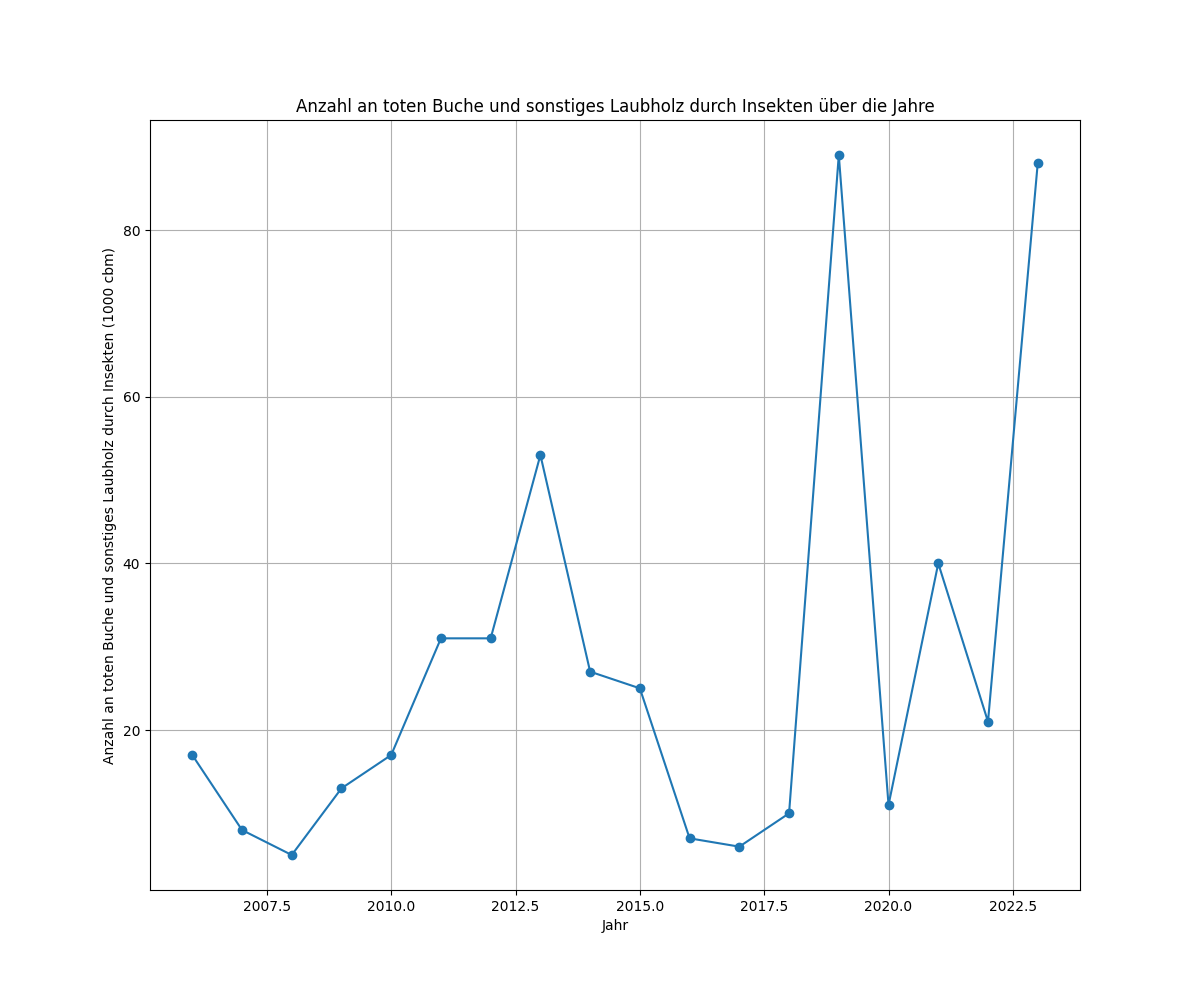 Anzahl an toten Buche und sonstiges Laubholz durch Insekten über die Jahre
Anzahl an toten Buche und sonstiges Laubholz durch Insekten (1000 cbm)
80
60
40
20
2007.5 2010.0 2012.5 2015.0 2017.5 2020.0 2022.5
Jahr